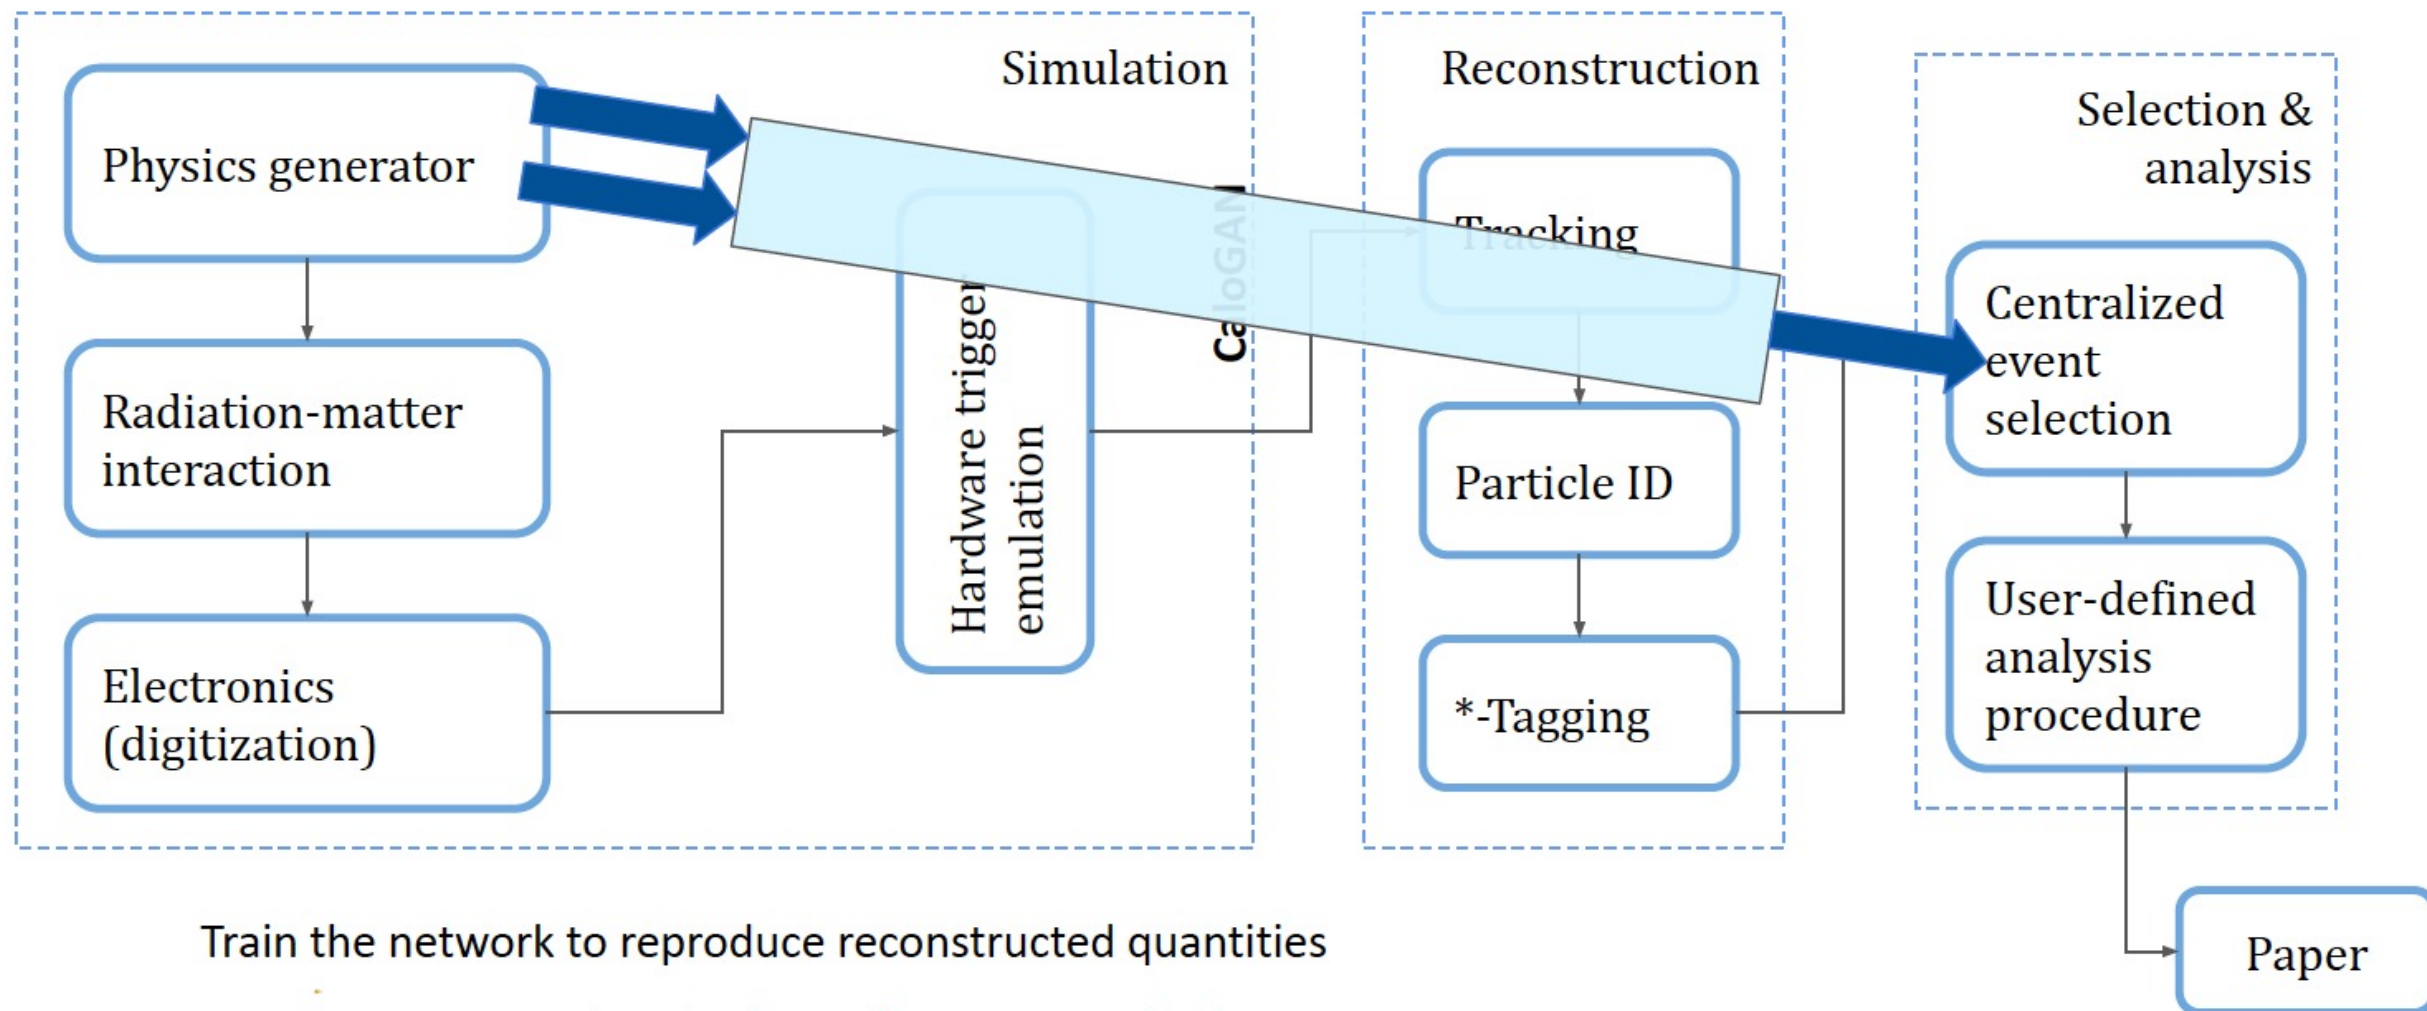 Simulation
Physics generator
Radiation-matter
interaction
Electronics
(digitization)
Hardware trigger
emulation
CaloGAN
Reconstruction
Tracking
Particle ID
*-Tagging
Selection &
analysis
Centralized
event
selection
User-defined
analysis
procedure
Paper
Train the network to reproduce reconstructed quantities